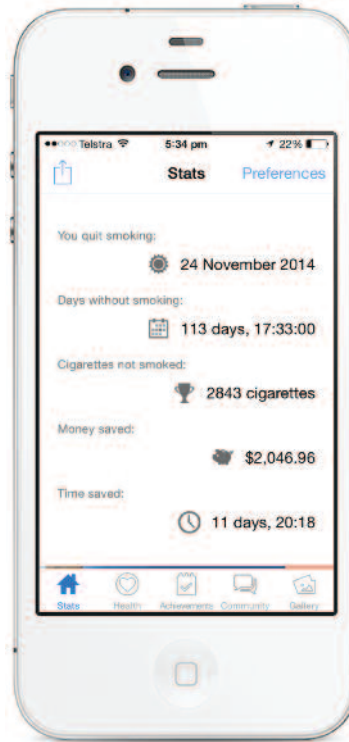 Telstra 5:34 pm 22%
Stats Preferences
You quit smoking:
24 November 2014
Days without smoking:
113 days, 17:33:00
Cigarettes not smoked:
2843 cigarettes
Money saved:
$2,046.96
Time saved:
11 days, 20:18
Stats Health Achievements Community Gallery